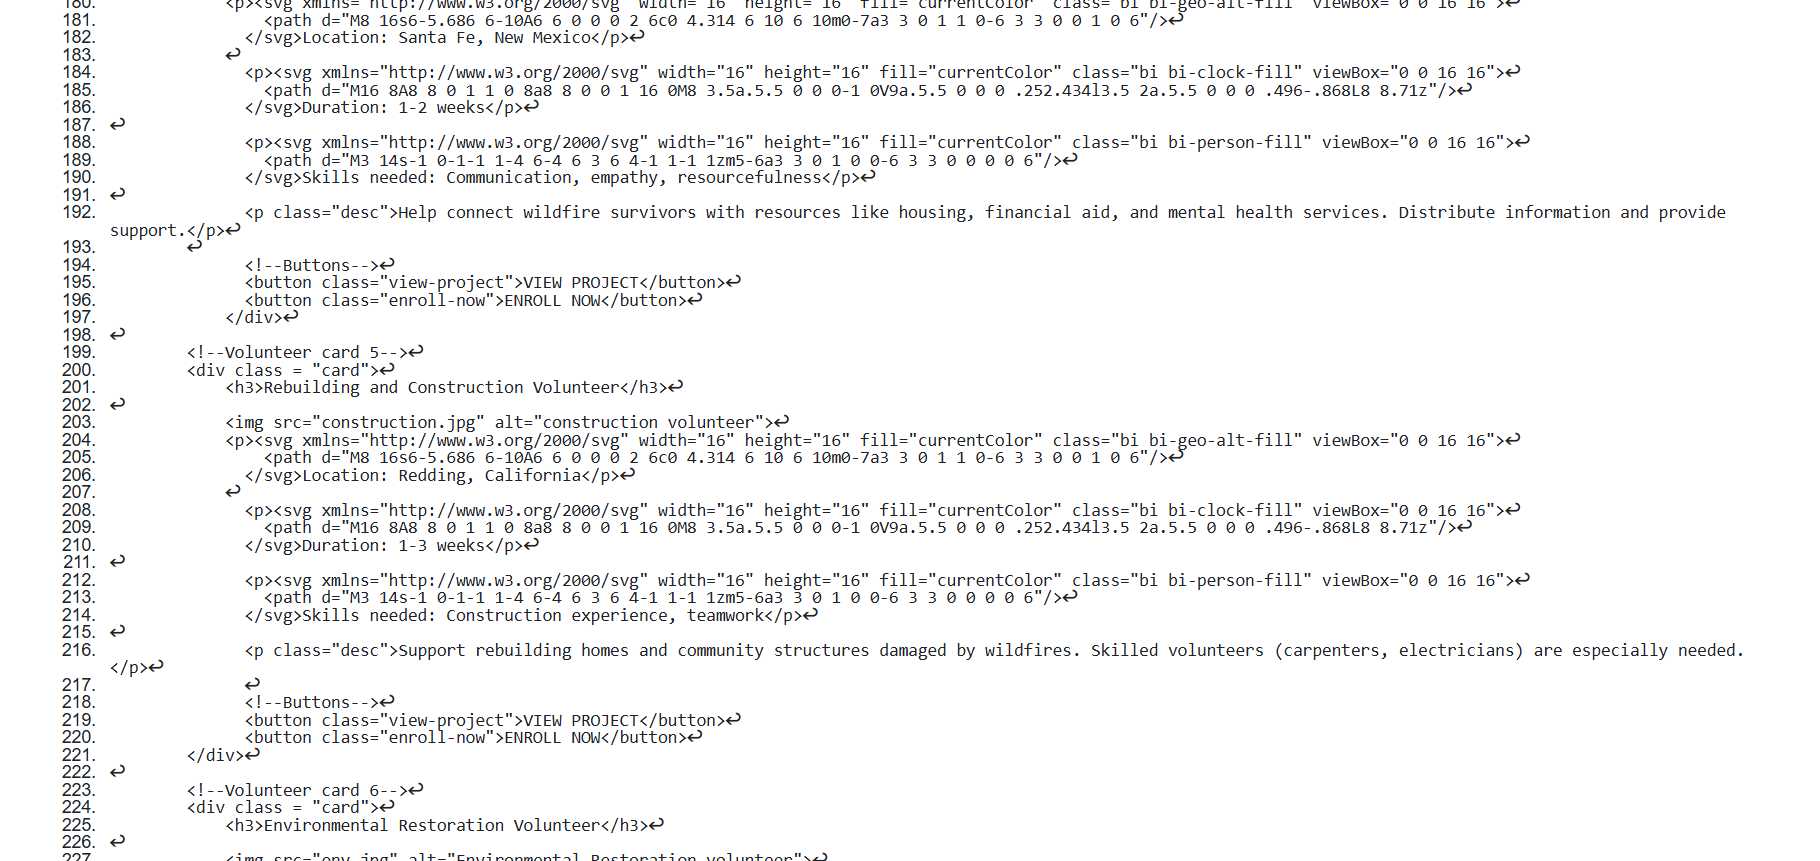 180. <p><svg xmlns="http://www.w3.org/2000/svg" width="16" height="16" fill="currentColor" class="bi bi-geo-alt-fill" viewBox="0 0 16 16">↩
181. <path d="M8 16s6-5.686 6-10A6 6 0 0 0 2 6c0 4.314 6 10 6 10m0-7a3 3 0 1 1 0-6 3 3 0 0 1 0 6"/>↩
182. </svg>Location: Santa Fe, New Mexico</p>↩
183. ↩
184. <p><svg xmlns="http://www.w3.org/2000/svg" width="16" height="16" fill="currentColor" class="bi bi-clock-fill" viewBox="0 0 16 16">↩
185. <path d="M16 8A8 8 0 1 1 0 8a8 8 0 0 1 16 0M8 3.5a.5.5 0 0 0-1 0V9a.5.5 0 0 0 .252.434l3.5 2a.5.5 0 0 0 .496-.868L8 8.71z"/>↩
186. </svg>Duration: 1-2 weeks</p>↩
187. ↩
188. <p><svg xmlns="http://www.w3.org/2000/svg" width="16" height="16" fill="currentColor" class="bi bi-person-fill" viewBox="0 0 16 16">↩
189. <path d="M3 14s-1 0-1-1 1-4 6-4 6 3 6 4-1 1-1 1zm5-6a3 3 0 1 0 0-6 3 3 0 0 0 0 6"/>↩
190. </svg>Skills needed: Communication, empathy, resourcefulness</p>↩
191. ↩
192. <p class="desc">Help connect wildfire survivors with resources like housing, financial aid, and mental health services. Distribute information and provide
support.</p>↩
193. ↩
194. <!--Buttons-->↩
195. <button class="view-project">VIEW PROJECT</button>↩
196. <button class="enroll-now">ENROLL NOW</button>↩
197. </div>↩
198. ↩
199. <!--Volunteer card 5-->↩
200. <div class = "card">↩
201. <h3>Rebuilding and Construction Volunteer</h3>↩
202. ↩
203. <img src="construction.jpg" alt="construction volunteer">↩
204. <p><svg xmlns="http://www.w3.org/2000/svg" width="16" height="16" fill="currentColor" class="bi bi-geo-alt-fill" viewBox="0 0 16 16">↩
205. <path d="M8 16s6-5.686 6-10A6 6 0 0 0 2 6c0 4.314 6 10 6 10m0-7a3 3 0 1 1 0-6 3 3 0 0 1 0 6"/>↩
206. </svg>Location: Redding, California</p>↩
207. ↩
208. <p><svg xmlns="http://www.w3.org/2000/svg" width="16" height="16" fill="currentColor" class="bi bi-clock-fill" viewBox="0 0 16 16">↩
209. <path d="M16 8A8 8 0 1 1 0 8a8 8 0 0 1 16 0M8 3.5a.5.5 0 0 0-1 0V9a.5.5 0 0 0 .252.434l3.5 2a.5.5 0 0 0 .496-.868L8 8.71z"/>↩
210. </svg>Duration: 1-3 weeks</p>↩
211. ↩
212. <p><svg xmlns="http://www.w3.org/2000/svg" width="16" height="16" fill="currentColor" class="bi bi-person-fill" viewBox="0 0 16 16">↩
213. <path d="M3 14s-1 0-1-1 1-4 6-4 6 3 6 4-1 1-1 1zm5-6a3 3 0 1 0 0-6 3 3 0 0 0 0 6"/>↩
214. </svg>Skills needed: Construction experience, teamwork</p>↩
215. ↩
216. <p class="desc">Support rebuilding homes and community structures damaged by wildfires. Skilled volunteers (carpenters, electricians) are especially needed.
</p>↩
217. ↩
218. <!--Buttons-->↩
219. <button class="view-project">VIEW PROJECT</button>↩
220. <button class="enroll-now">ENROLL NOW</button>↩
221. </div>↩
222. ↩
223. <!--Volunteer card 6-->↩
224. <div class = "card">↩
225. <h3>Environmental Restoration Volunteer</h3>↩
226. ↩
227. <img src="env.jpg" alt="Environmental Restoration volunteer">↩